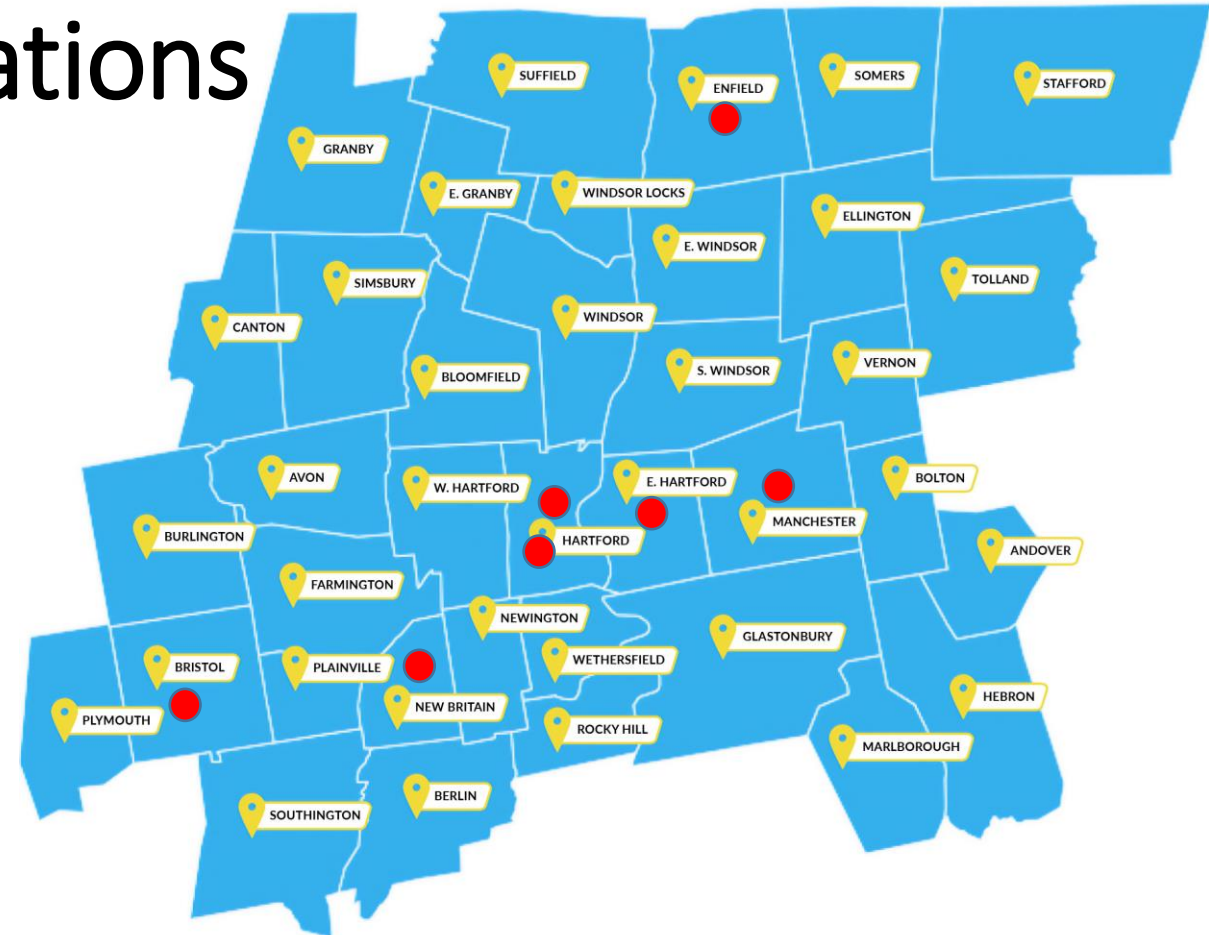 ations
SUFFIELD
ENFIELD
SOMERS
STAFFORD
GRANBY
E. GRANBY
WINDSOR LOCKS
ELLINGTON
E. WINDSOR
SIMSBURY
TOLLAND
CANTON
WINDSOR
BLOOMFIELD
S. WINDSOR
VERNON
AVON
W. HARTFORD
E. HARTFORD
BOLTON
BURLINGTON
HARTFORD
MANCHESTER
ANDOVER
FARMINGTON
NEWINGTON
GLASTONBURY
BRISTOL
PLAINVILLE
WETHERSFIELD
HEBRON
PLYMOUTH
NEW BRITAIN
ROCKY HILL
MARLBOROUGH
SOUTHINGTON
BERLIN